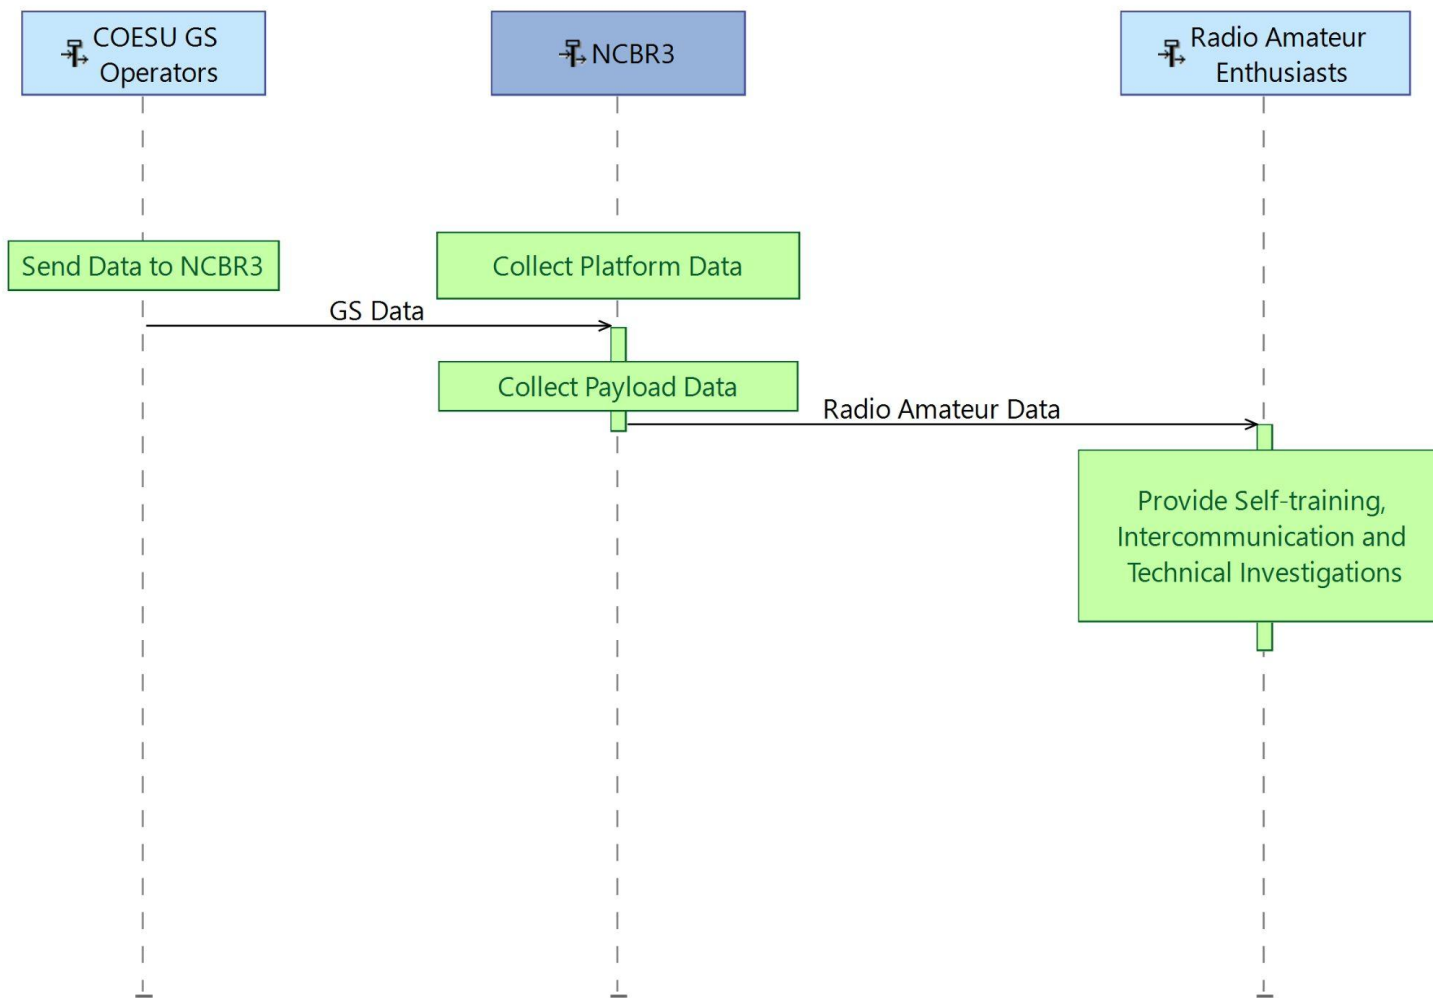 COESU GS
Operators
NCBR3
Radio Amateur
Enthusiasts
Send Data to NCBR3
Collect Platform Data
GS Data
Collect Payload Data
Radio Amateur Data
Provide Self-training,
Intercommunication and
Technical Investigations